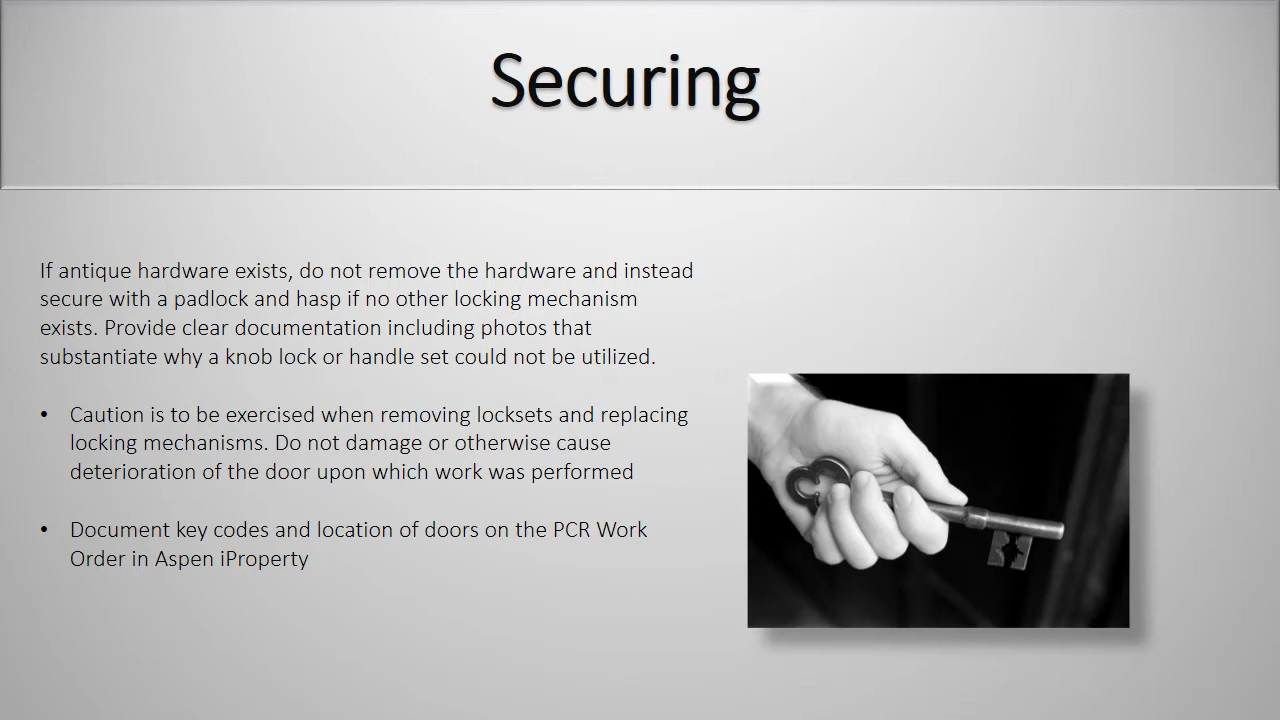 Securing
If antique hardware exists, do not remove the hardware and instead
secure with a padlock and hasp if no other locking mechanism
exists. Provide clear documentation including photos that
substantiate why a knob lock or handle set could not be utilized.
• Caution is to be exercised when removing locksets and replacing
locking mechanisms. Do not damage or otherwise cause
deterioration of the door upon which work was performed
• Document key codes and location of doors on the PCR Work
Order in Aspen iProperty